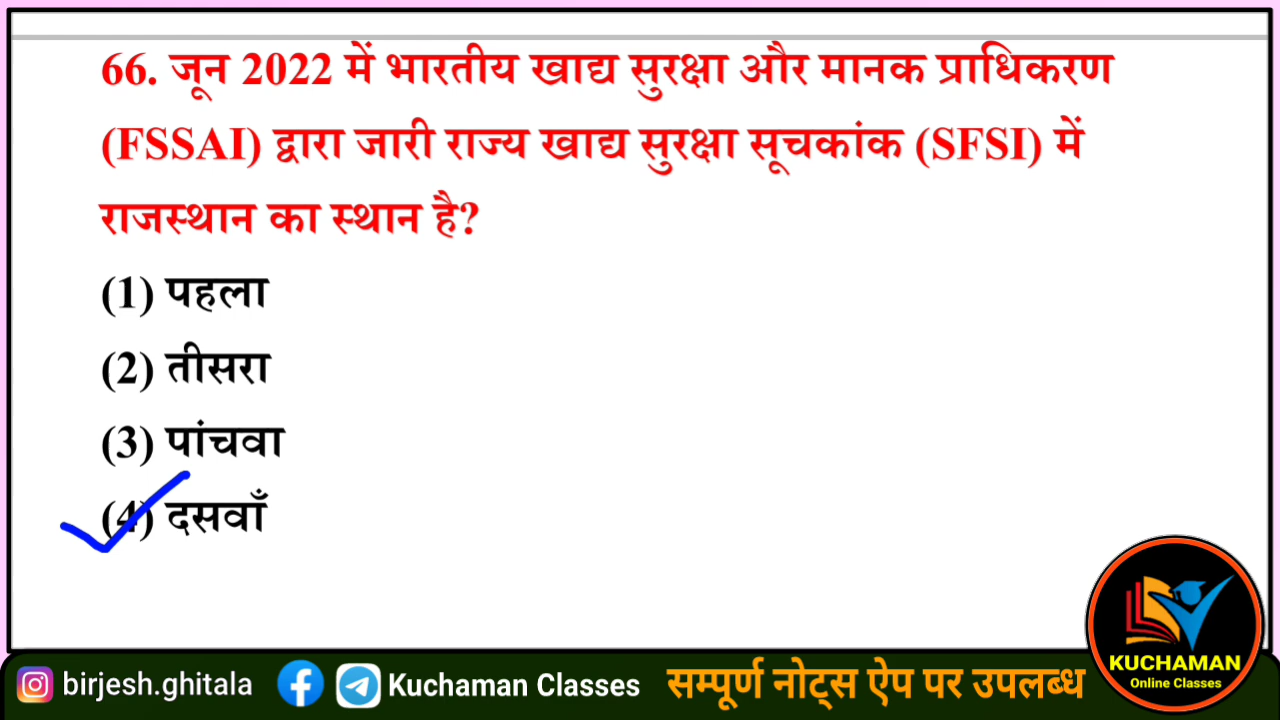 66. जून 2022 में भारतीय खाद्य सुरक्षा और मानक प्राधिकरण
(FSSAI) द्वारा जारी राज्य खाद्य सुरक्षा सूचकांक (SFSI) में
राजस्थान का स्थान है?
(1) पहला
(2) तीसरा
(3) पांचवा
(4) दसवाँ
KUCHAMAN
Online Classes
birjesh.ghitala Kuchaman Classes सम्पूर्ण नोट्स ऐप पर उपलब्ध